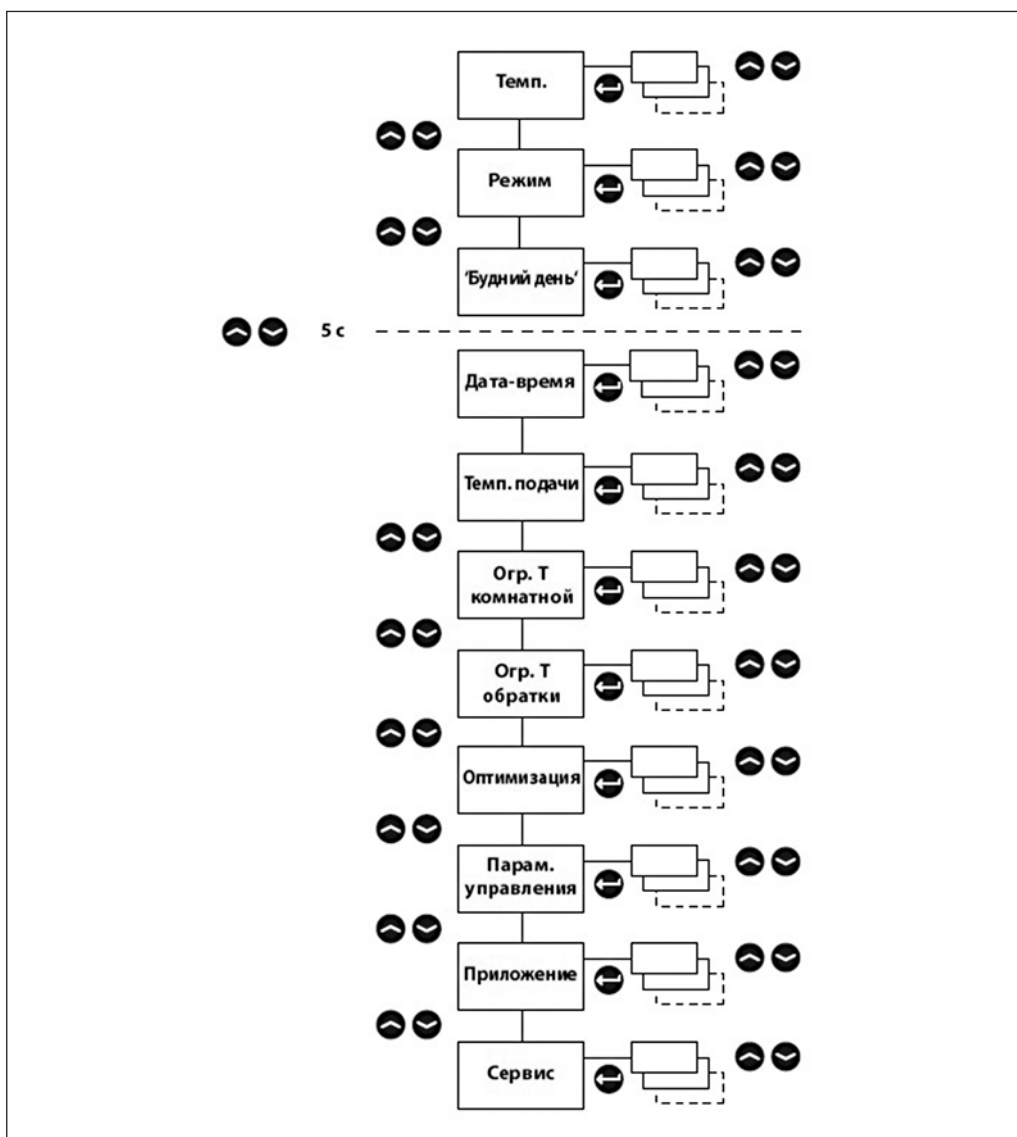 Темп.
Режим
‘Будний день‘
5 с
Дата-время
Темп. подачи
Огр. Т
комнатной
Огр. Т
обратки
Оптимизация
Парам.
управления
Приложение
Сервис